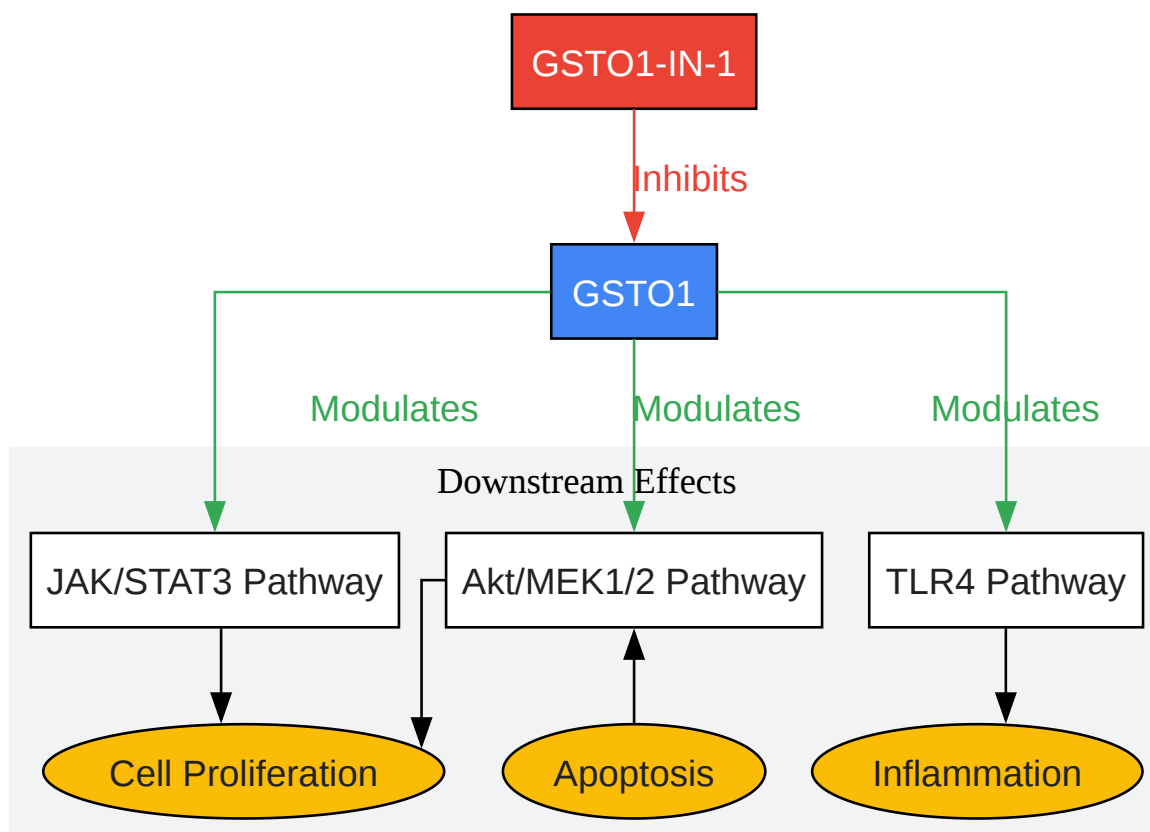 GSTO1-IN-1
Inhibits
GSTO1
Modulates
Modulates
Modulates
Downstream Effects
JAK/STAT3 Pathway
Akt/MEK1/2 Pathway
TLR4 Pathway
Cell Proliferation
Apoptosis
Inflammation